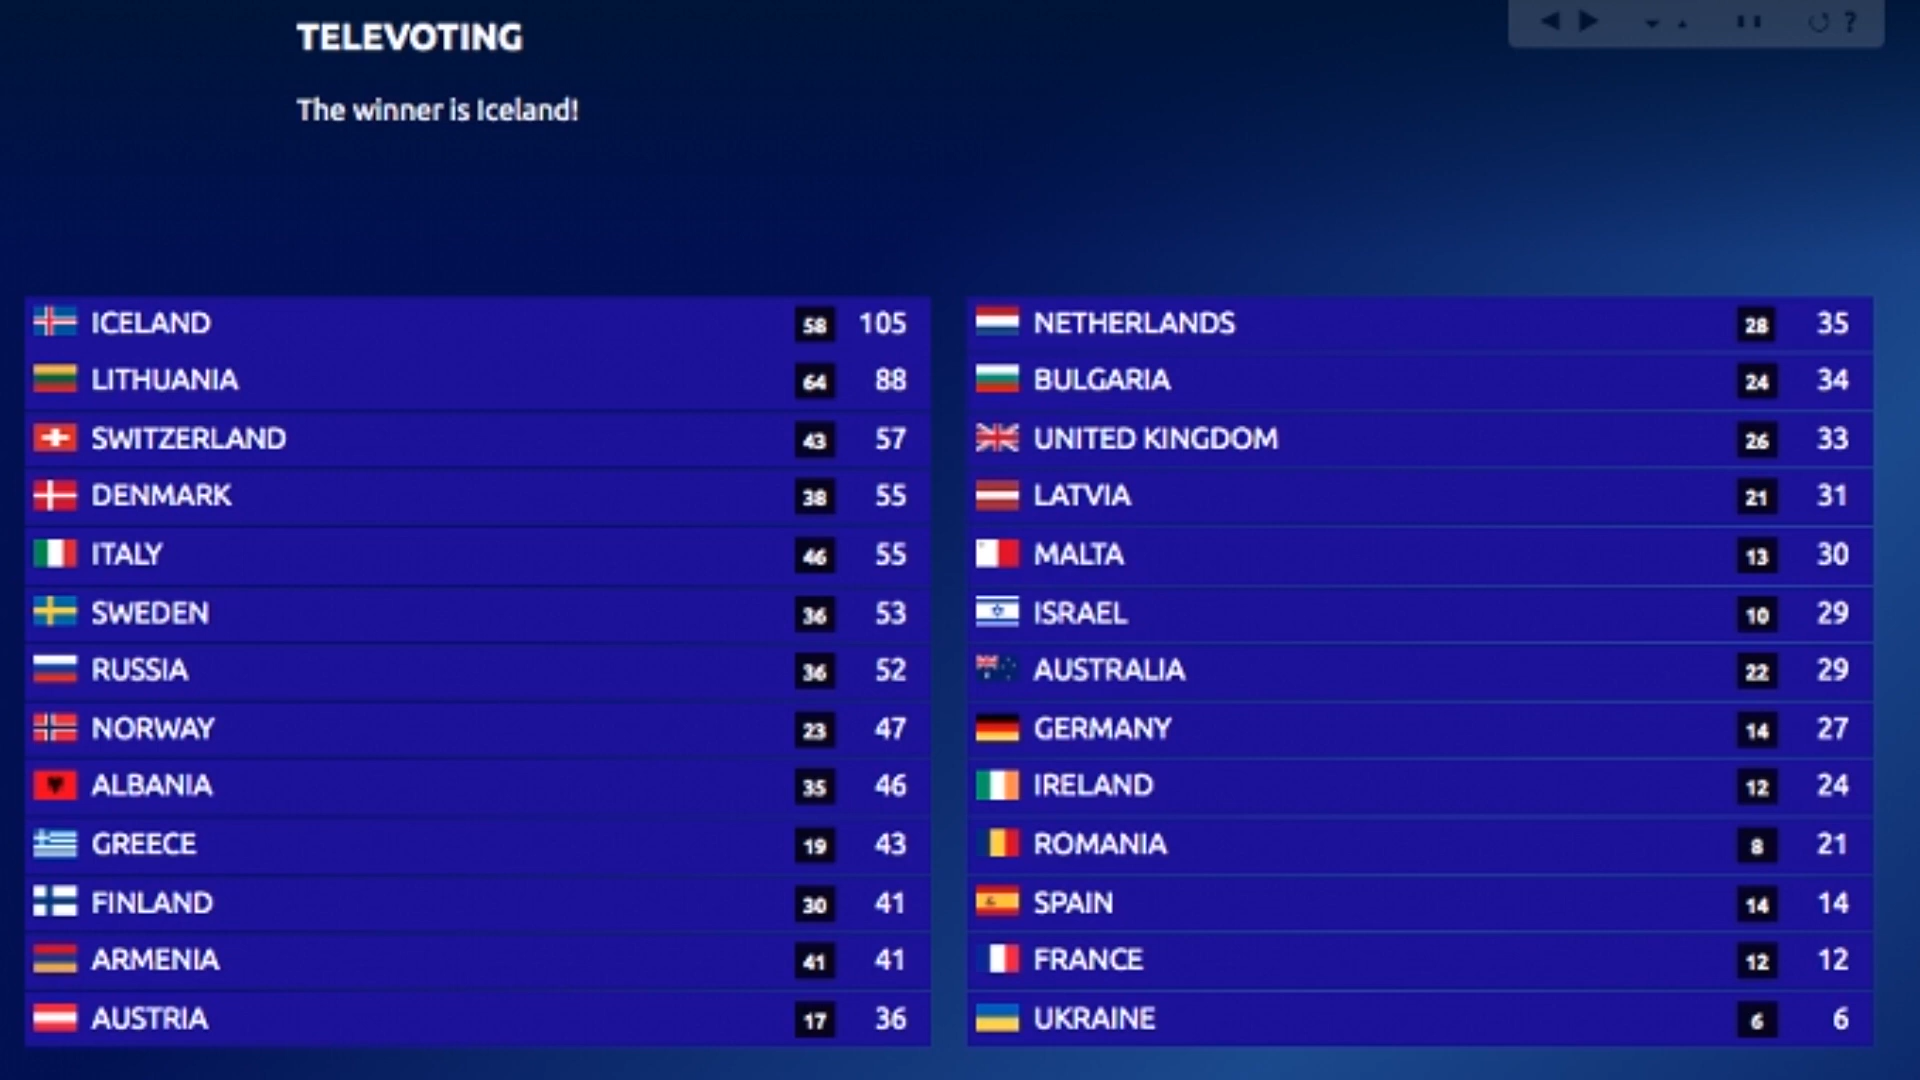 TELEVOTING
The winner is Iceland!
ICELAND 58 105
LITHUANIA 64 88
SWITZERLAND 43 57
DENMARK 38 55
ITALY 46 55
SWEDEN 36 53
RUSSIA 36 52
NORWAY 23 47
ALBANIA 35 46
GREECE 19 43
FINLAND 30 41
ARMENIA 41 41
AUSTRIA 17 36
NETHERLANDS 28 35
BULGARIA 24 34
UNITED KINGDOM 26 33
LATVIA 21 31
MALTA 13 30
ISRAEL 10 29
AUSTRALIA 22 29
GERMANY 14 27
IRELAND 12 24
ROMANIA 8 21
SPAIN 14 14
FRANCE 12 12
UKRAINE 6 6
?